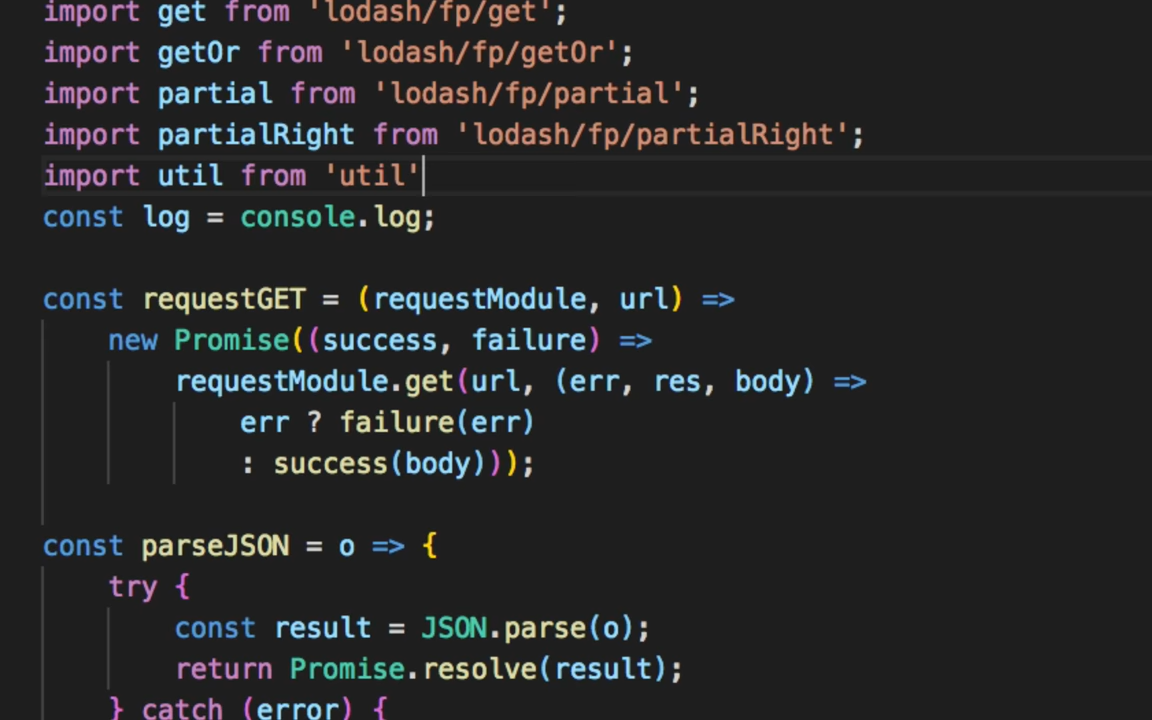 import get from 'lodash/fp/get';
import getOr from 'lodash/fp/getOr';
import partial from 'lodash/fp/partial';
import partialRight from 'lodash/fp/partialRight';
import util from 'util'
const log = console.log;
const requestGET = (requestModule, url) =>
new Promise((success, failure) =>
requestModule.get(url, (err, res, body) =>
err ? failure(err)
: success(body)));
const parseJSON = o => {
try {
const result = JSON.parse(o);
return Promise.resolve(result);
} catch (error) {